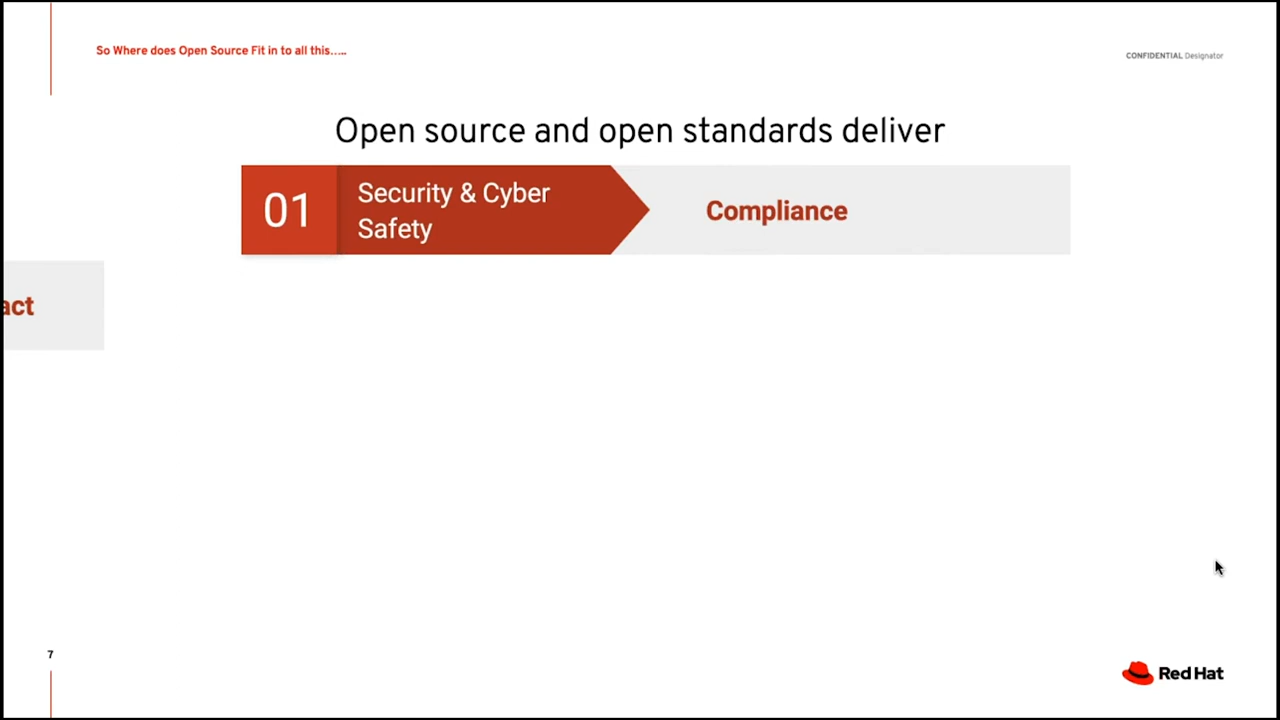 So Where does Open Source Fit in to all this…..
CONFIDENTIAL Designator
Open source and open standards deliver
01
Security & Cyber
Safety
Compliance
act
7
Red Hat